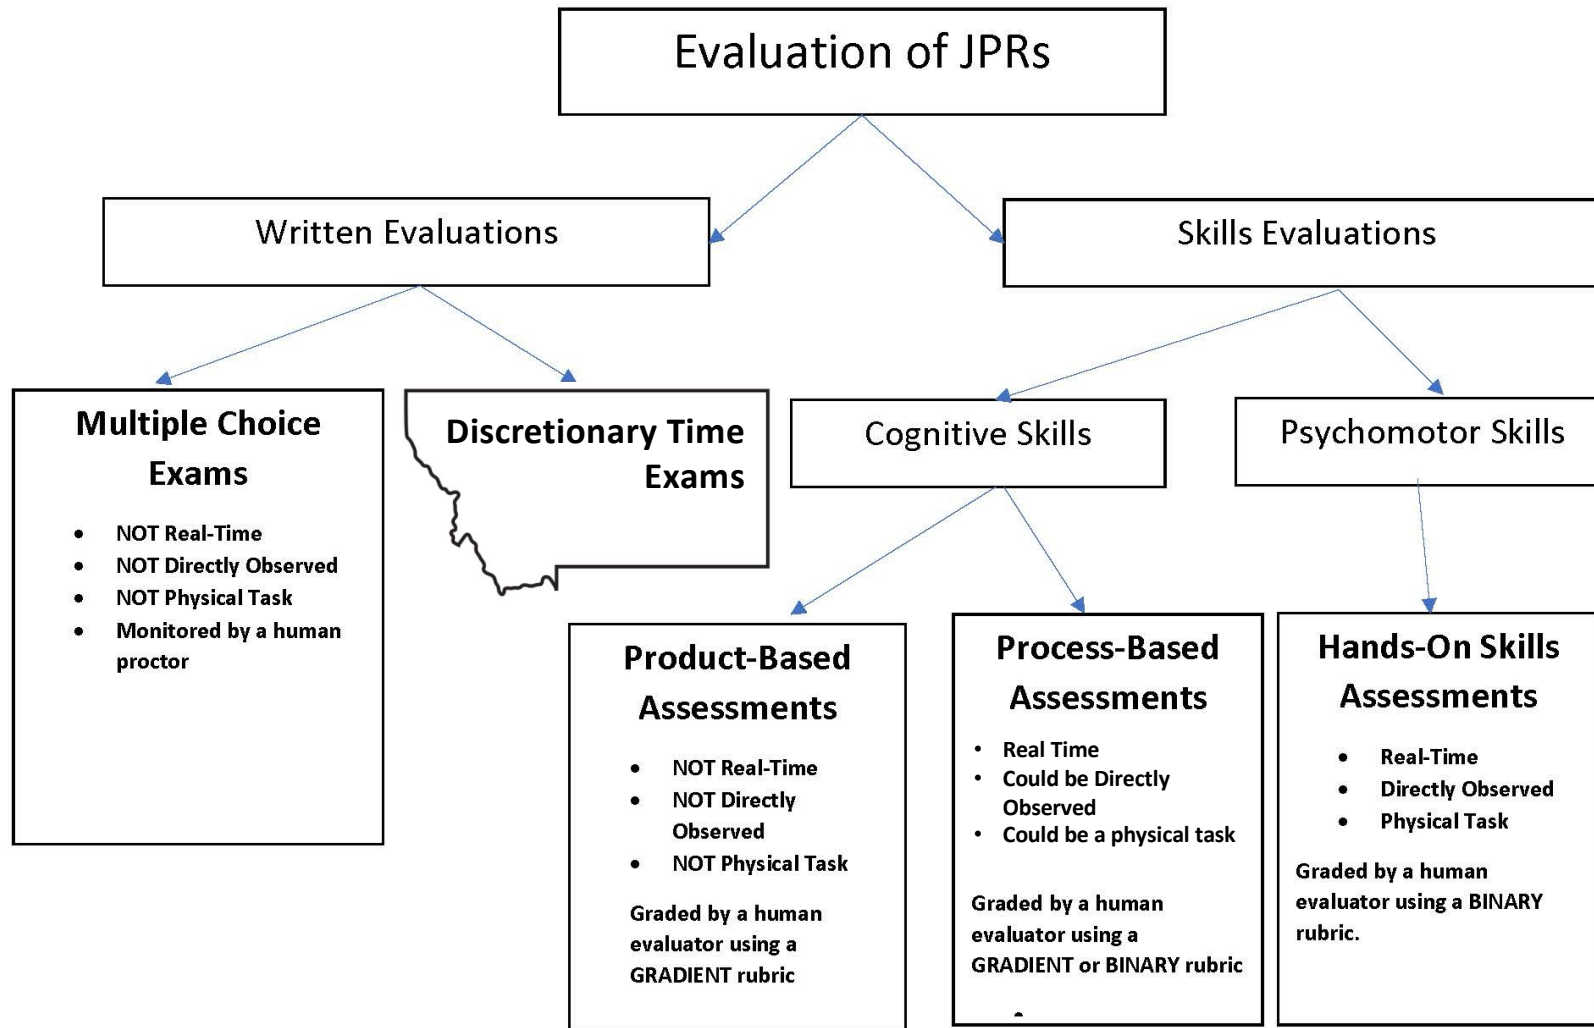 Evaluation of JPRs
Written Evaluations
Skills Evaluations
Multiple Choice
Exams
• NOT Real-Time
• NOT Directly Observed
• NOT Physical Task
• Monitored by a human
proctor
Discretionary Time
Exams
Cognitive Skills
Psychomotor Skills
Product-Based
Assessments
• NOT Real-Time
• NOT Directly
Observed
• NOT Physical Task
Graded by a human
evaluator using a
GRADIENT rubric
Process-Based
Assessments
• Real Time
• Could be Directly
Observed
• Could be a physical task
Graded by a human
evaluator using a
GRADIENT or BINARY rubric
Hands-On Skills
Assessments
• Real-Time
• Directly Observed
• Physical Task
Graded by a human
evaluator using a BINARY
rubric.